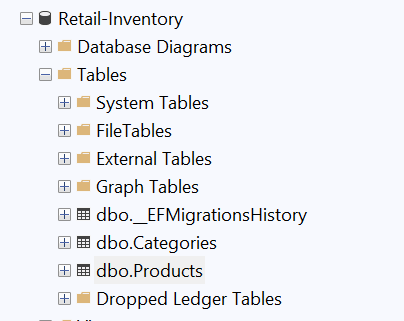 Retail-Inventory
Database Diagrams
Tables
System Tables
FileTables
External Tables
Graph Tables
dbo.__EFMigrationsHistory
dbo.Categories
dbo.Products
Dropped Ledger Tables